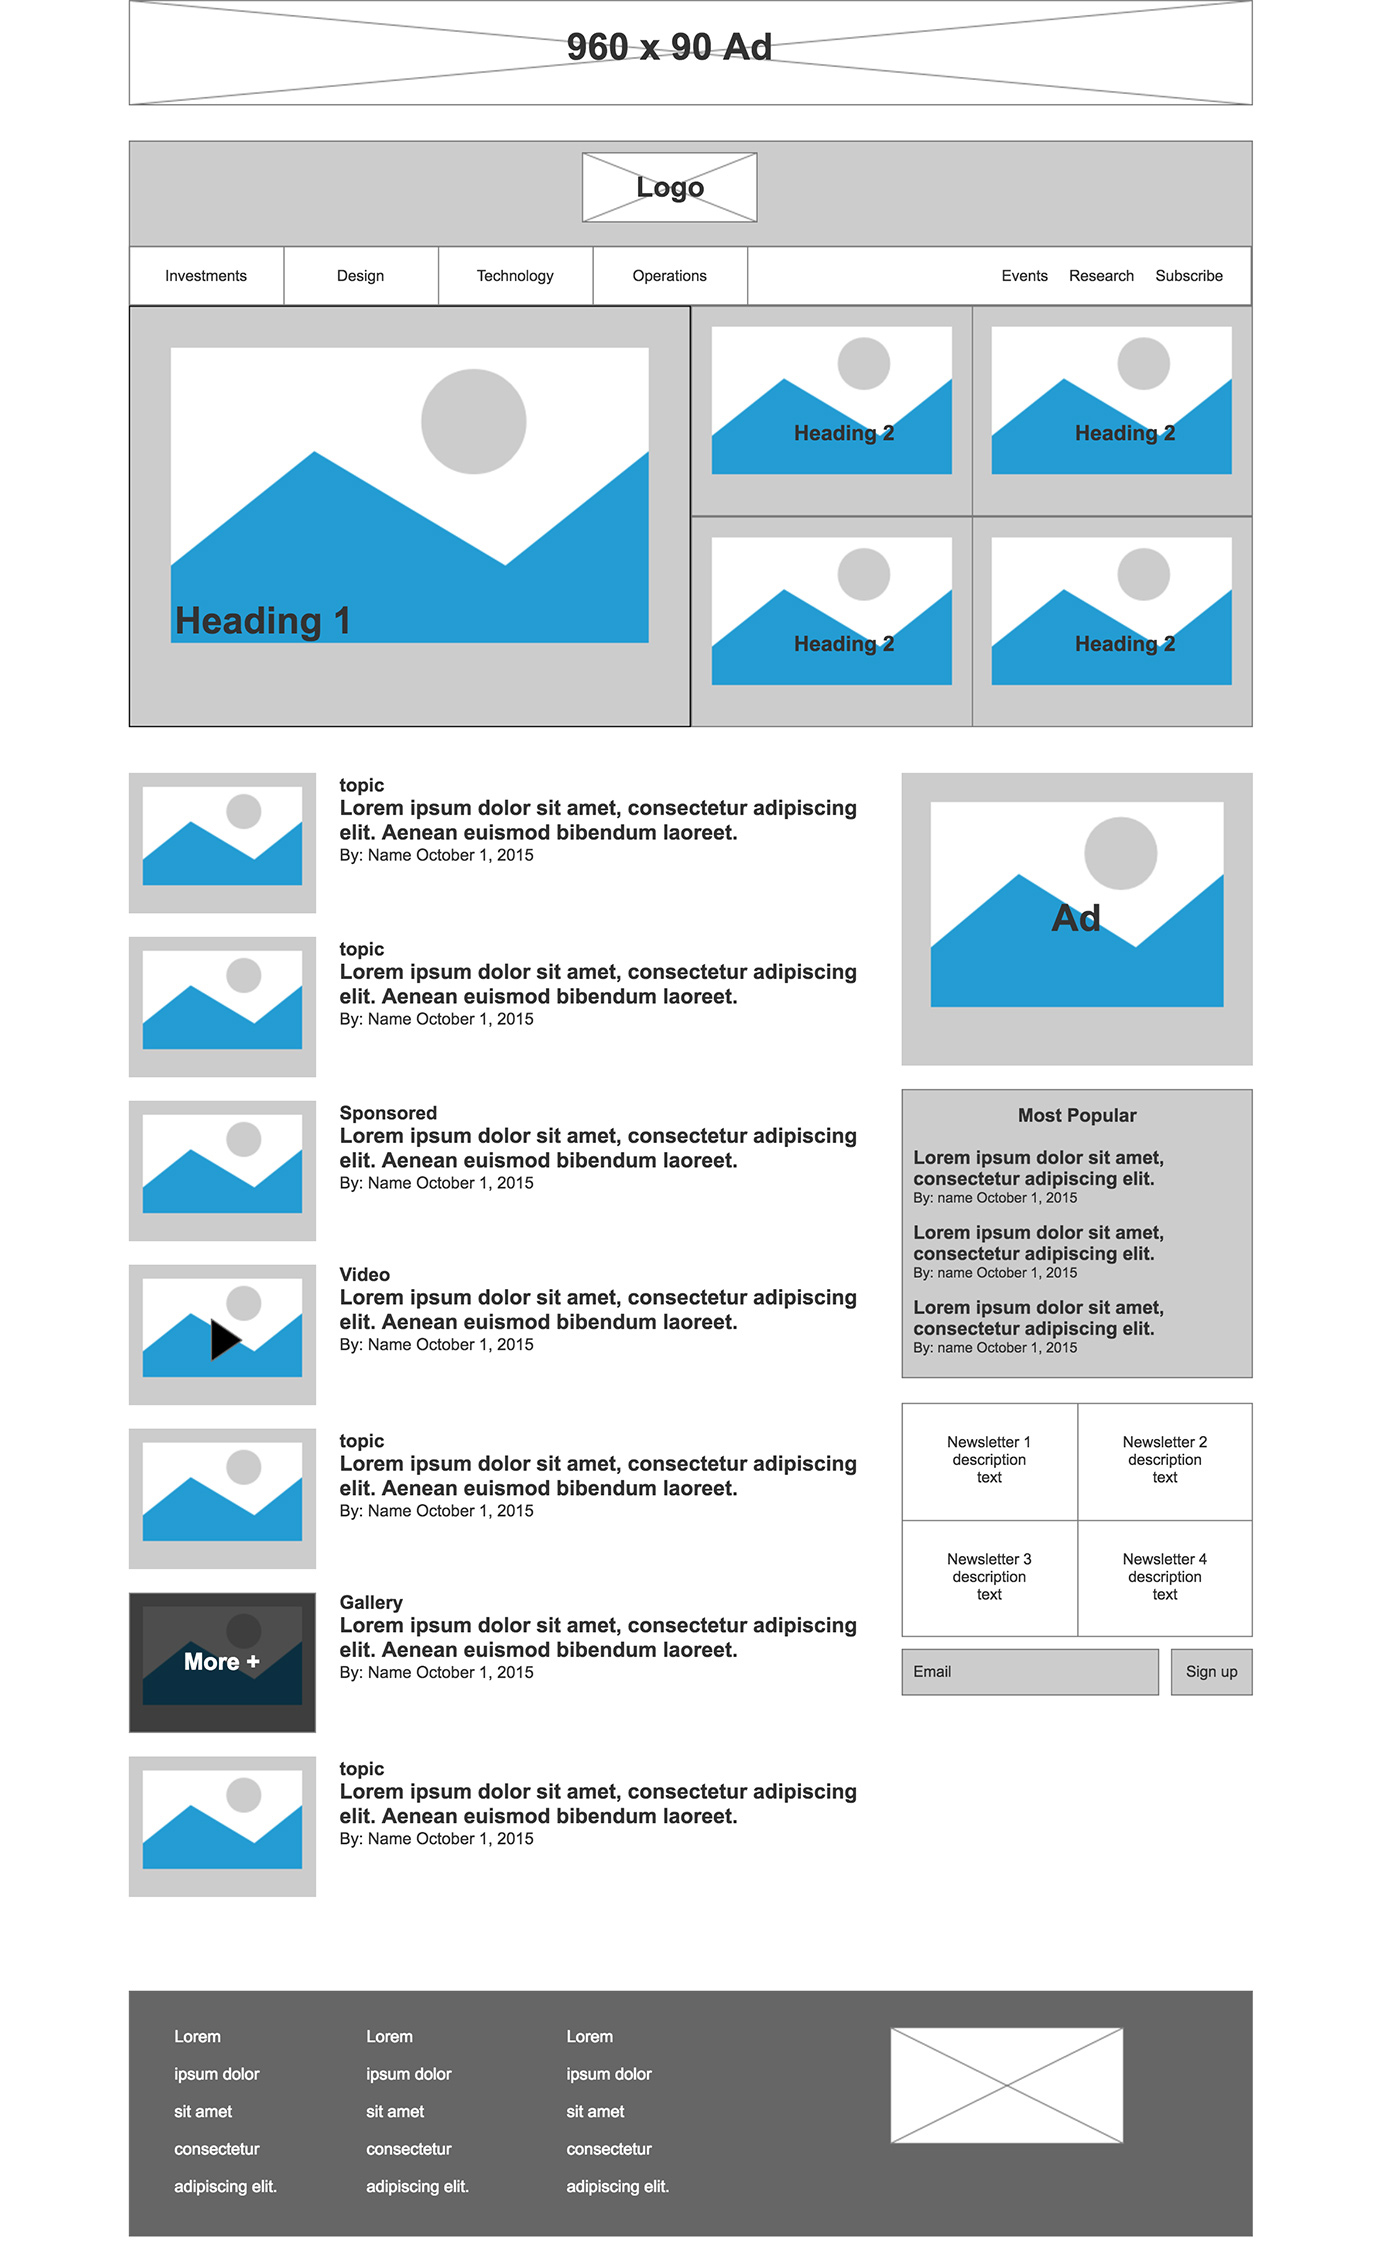 960 x 90 Ad
Logo
Investments
Design
Technology
Operations
Events
Research
Subscribe
Heading 1
Heading 2
Heading 2
Heading 2
Heading 2
topic
Lorem ipsum dolor sit amet, consectetur adipiscing
elit. Aenean euismod bibendum laoreet.
By: Name October 1, 2015
topic
Lorem ipsum dolor sit amet, consectetur adipiscing
elit. Aenean euismod bibendum laoreet.
By: Name October 1, 2015
Sponsored
Lorem ipsum dolor sit amet, consectetur adipiscing
elit. Aenean euismod bibendum laoreet.
By: Name October 1, 2015
Video
Lorem ipsum dolor sit amet, consectetur adipiscing
elit. Aenean euismod bibendum laoreet.
By: Name October 1, 2015
topic
Lorem ipsum dolor sit amet, consectetur adipiscing
elit. Aenean euismod bibendum laoreet.
By: Name October 1, 2015
More +
Gallery
Lorem ipsum dolor sit amet, consectetur adipiscing
elit. Aenean euismod bibendum laoreet.
By: Name October 1, 2015
topic
Lorem ipsum dolor sit amet, consectetur adipiscing
elit. Aenean euismod bibendum laoreet.
By: Name October 1, 2015
Ad
Most Popular
Lorem ipsum dolor sit amet,
consectetur adipiscing elit.
By: name October 1, 2015
Lorem ipsum dolor sit amet,
consectetur adipiscing elit.
By: name October 1, 2015
Lorem ipsum dolor sit amet,
consectetur adipiscing elit.
By: name October 1, 2015
Newsletter 1
description
text
Newsletter 2
description
text
Newsletter 3
description
text
Newsletter 4
description
text
Email
Sign up
Lorem
ipsum dolor
sit amet
consectetur
adipiscing elit.
Lorem
ipsum dolor
sit amet
consectetur
adipiscing elit.
Lorem
ipsum dolor
sit amet
consectetur
adipiscing elit.